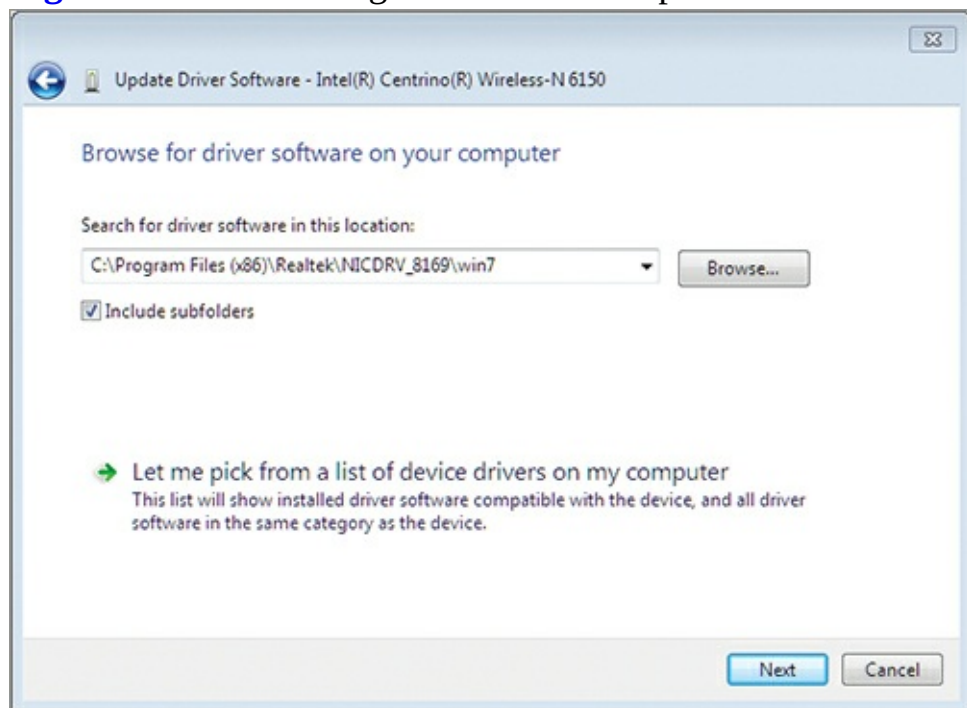 Update Driver Software - Intel(R) Centrino(R) Wireless-N 6150
Browse for driver software on your computer
Search for driver software in this location:
C:\Program Files (x86)\Realtek\NICDRV_8169\win7
Browse...
Include subfolders
Let me pick from a list of device drivers on my computer
This list will show installed driver software compatible with the device, and all driver
software in the same category as the device.
Next
Cancel